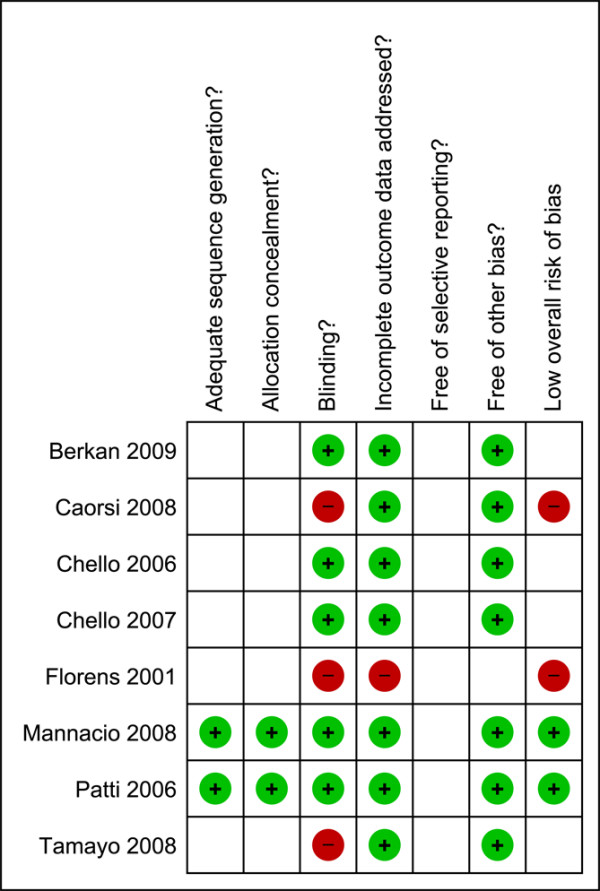 Adequate sequence generation?
Allocation concealment?
Blinding?
Incomplete outcome data addressed?
Free of selective reporting?
Free of other bias?
Low overall risk of bias
Berkan 2009 + + +
Caorsi 2008 – + + –
Chello 2006 + + +
Chello 2007 + + +
Florens 2001 – – –
Mannacio 2008 + + + + + +
Patti 2006 + + + + + +
Tamayo 2008 – + +